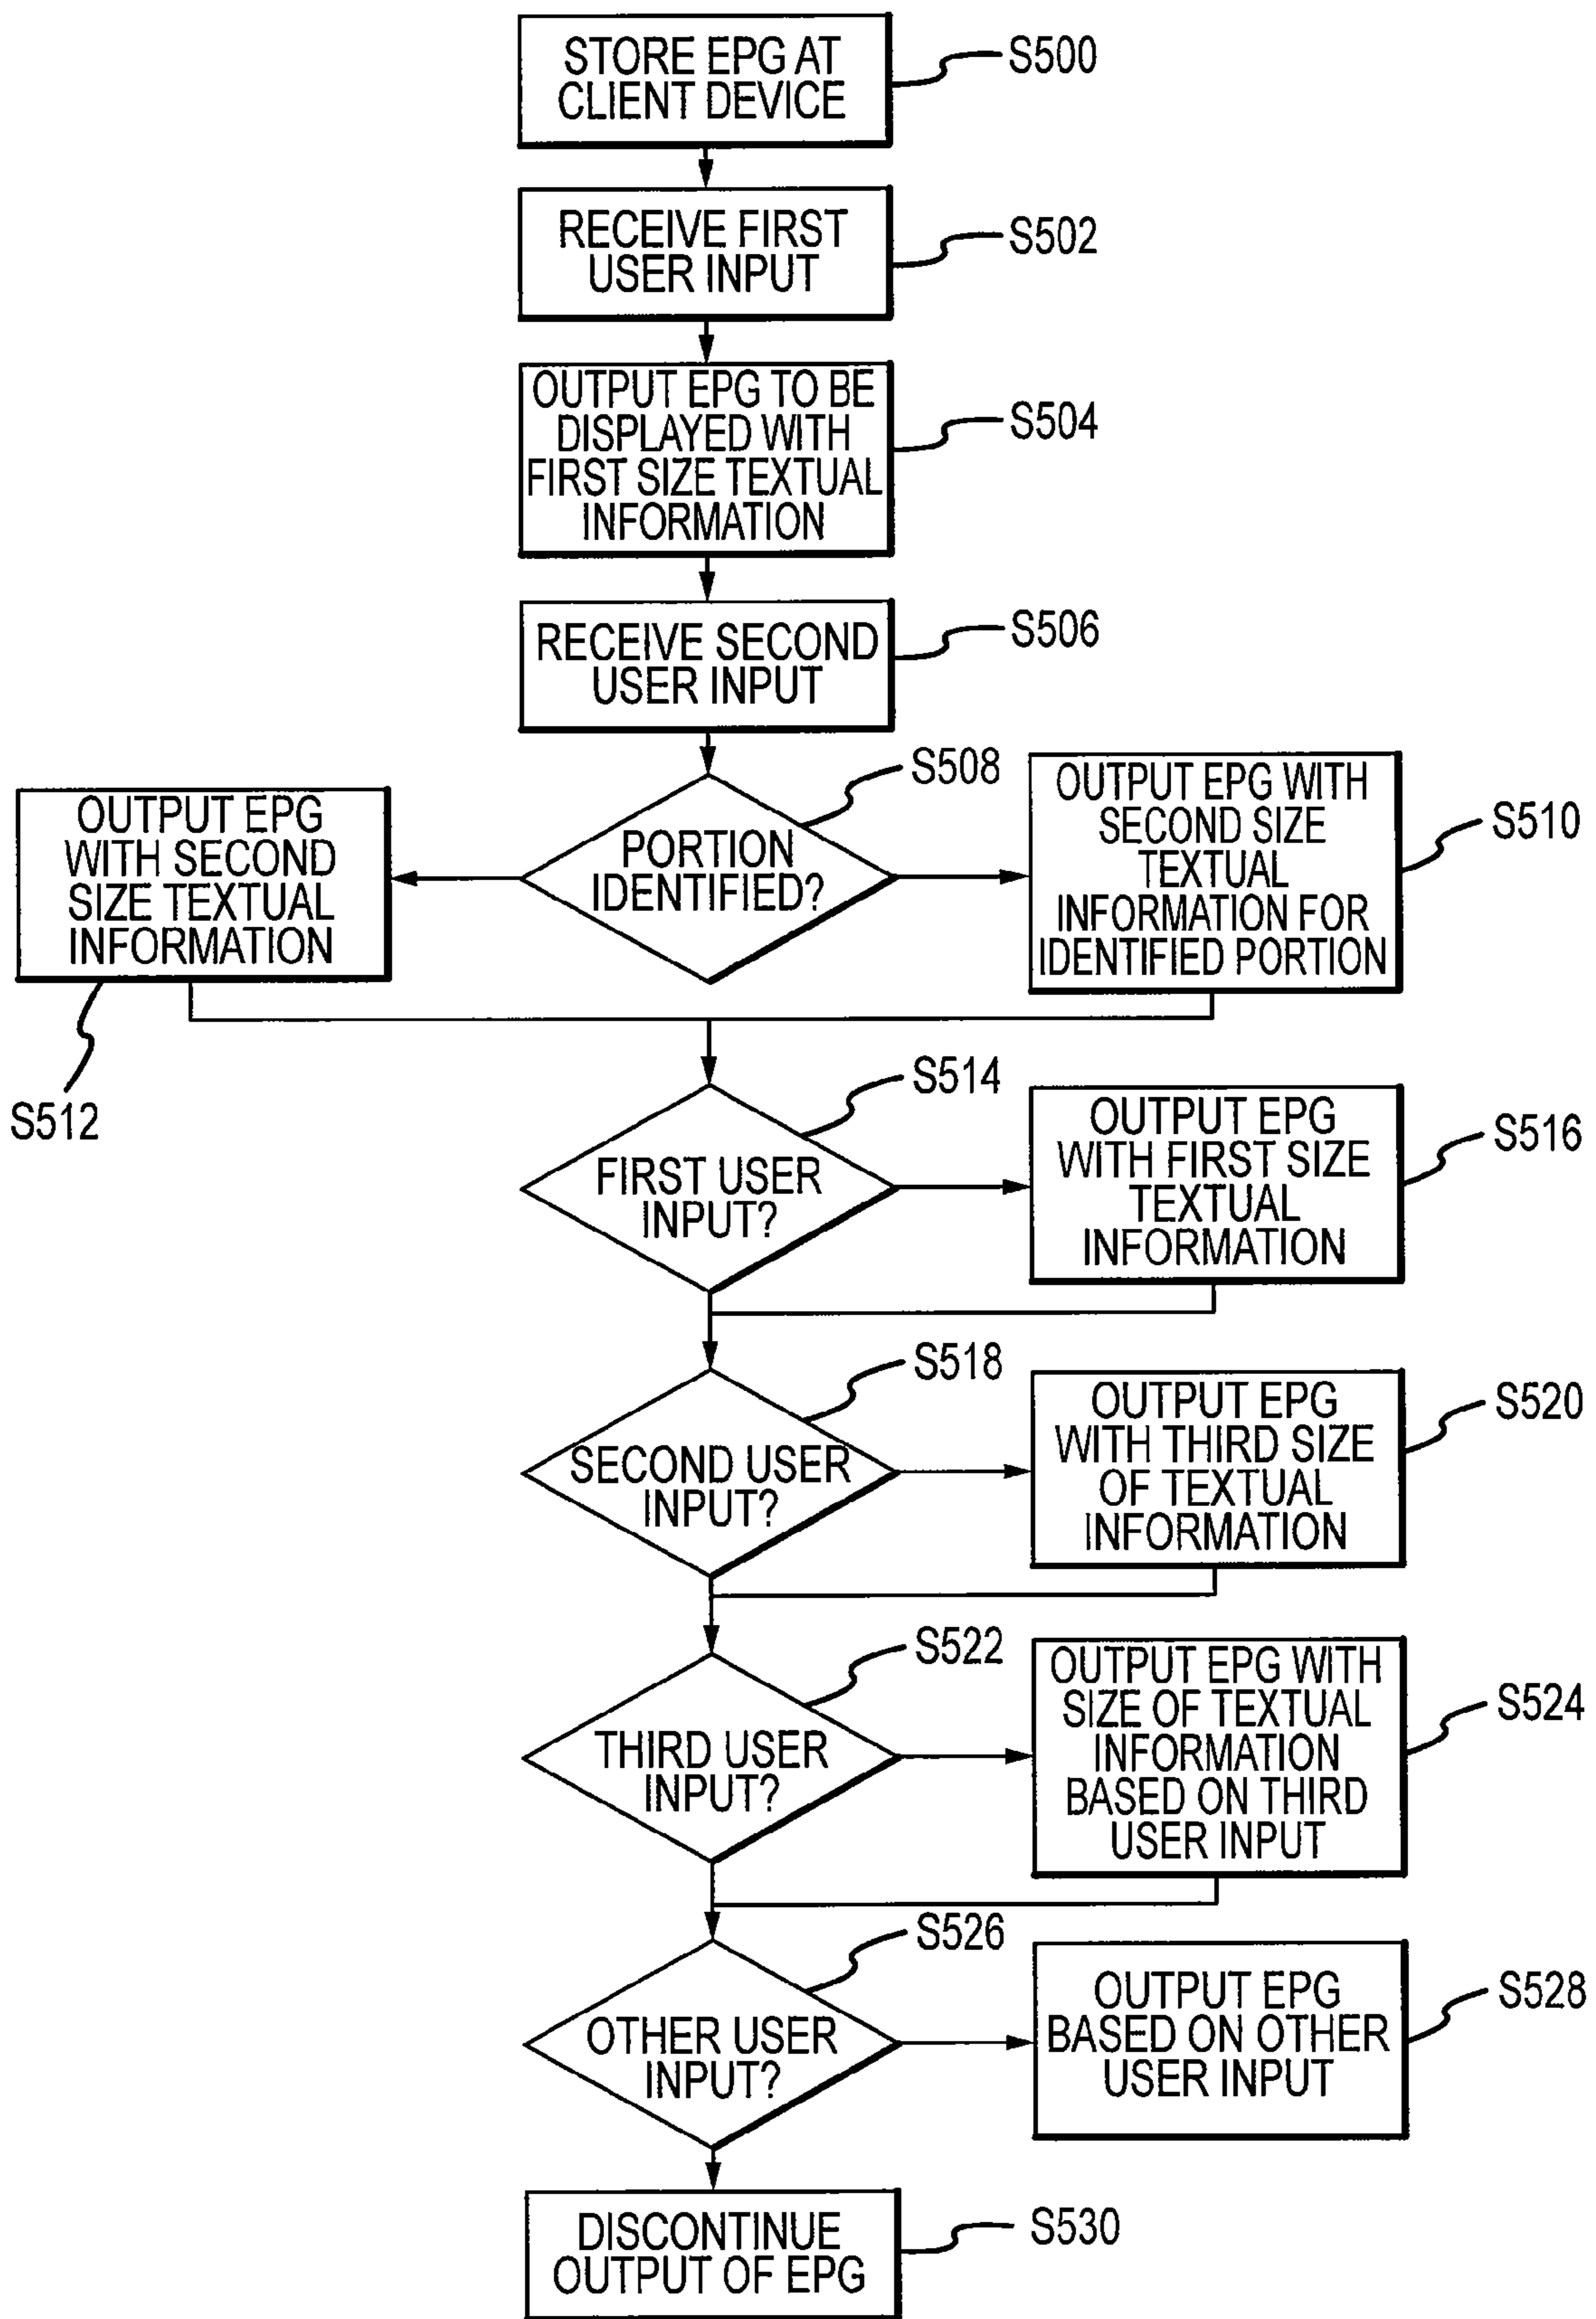 STORE EPG AT
CLIENT DEVICE
S500
RECEIVE FIRST
USER INPUT
S502
OUTPUT EPG TO BE
DISPLAYED WITH
FIRST SIZE TEXTUAL
INFORMATION
S504
RECEIVE SECOND
USER INPUT
S506
PORTION
IDENTIFIED?
S508
OUTPUT EPG WITH
SECOND SIZE
TEXTUAL
INFORMATION FOR
IDENTIFIED PORTION
S510
OUTPUT EPG
WITH SECOND
SIZE TEXTUAL
INFORMATION
S512
FIRST USER
INPUT?
S514
OUTPUT EPG
WITH FIRST SIZE
TEXTUAL
INFORMATION
S516
SECOND USER
INPUT?
S518
OUTPUT EPG
WITH THIRD SIZE
OF TEXTUAL
INFORMATION
S520
THIRD USER
INPUT?
S522
OUTPUT EPG WITH
SIZE OF TEXTUAL
INFORMATION
BASED ON THIRD
USER INPUT
S524
OTHER USER
INPUT?
S526
OUTPUT EPG
BASED ON OTHER
USER INPUT
S528
DISCONTINUE
OUTPUT OF EPG
S530